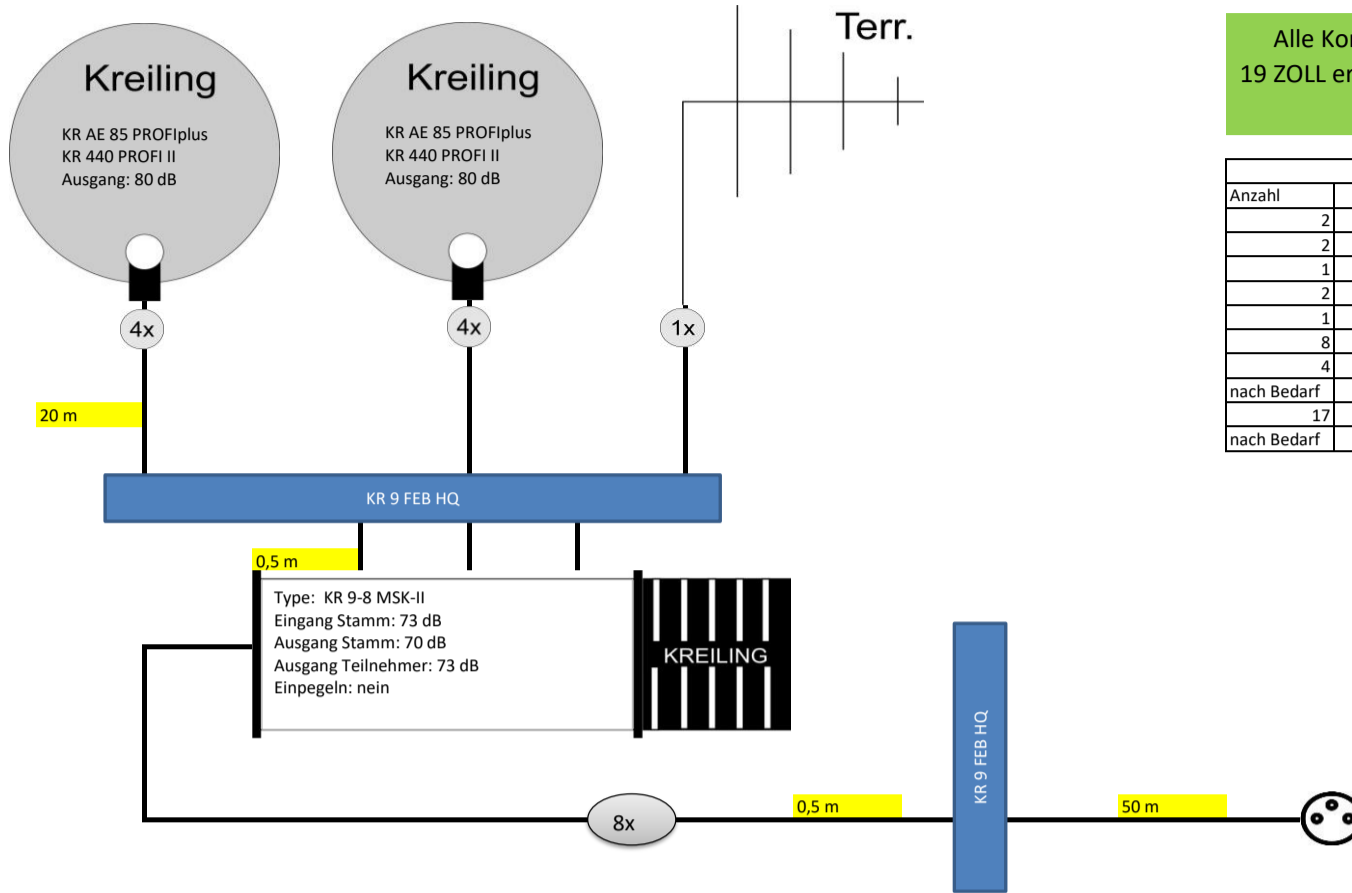 Kreiling
KR AE 85 PROFIplus
KR 440 PROFI II
Ausgang: 80 dB
Kreiling
KR AE 85 PROFIplus
KR 440 PROFI II
Ausgang: 80 dB
Terr.
4x
4x
1x
20 m
KR 9 FEB HQ
0,5 m
Type: KR 9-8 MSK-II
Eingang Stamm: 73 dB
Ausgang Stamm: 70 dB
Ausgang Teilnehmer: 73 dB
Einpegeln: nein
KREILING
8x
0,5 m
KR 9 FEB HQ
50 m
Alle
19 ZOLL
Anzahl
2
2
1
2
1
8
4
nach Bedarf
17
nach Bedarf